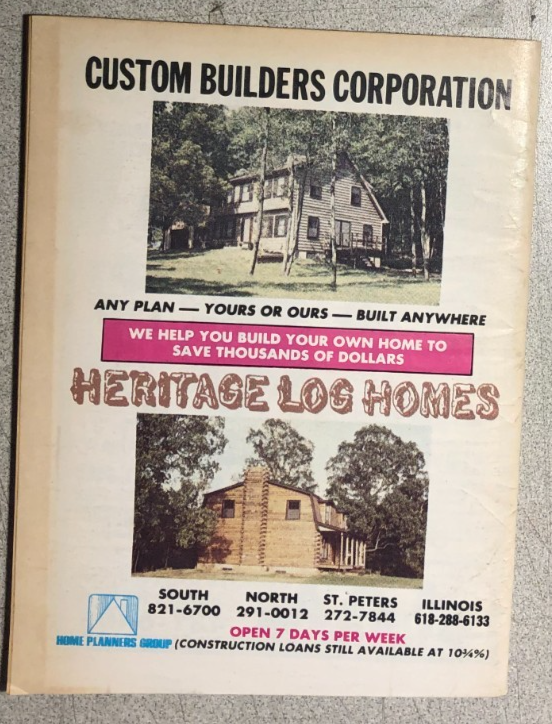 CUSTOM BUILDERS CORPORATION
ANY PLAN — YOURS OR OURS — BUILT ANYWHERE
WE HELP YOU BUILD YOUR OWN HOME TO
SAVE THOUSANDS OF DOLLARS
HERITAGE LOG HOMES
SOUTH NORTH ST. PETERS ILLINOIS
821-6700 291-0012 272-7844 618-288-6133
OPEN 7 DAYS PER WEEK
HOME PLANNERS GROUP (CONSTRUCTION LOANS STILL AVAILABLE AT 10¾%)